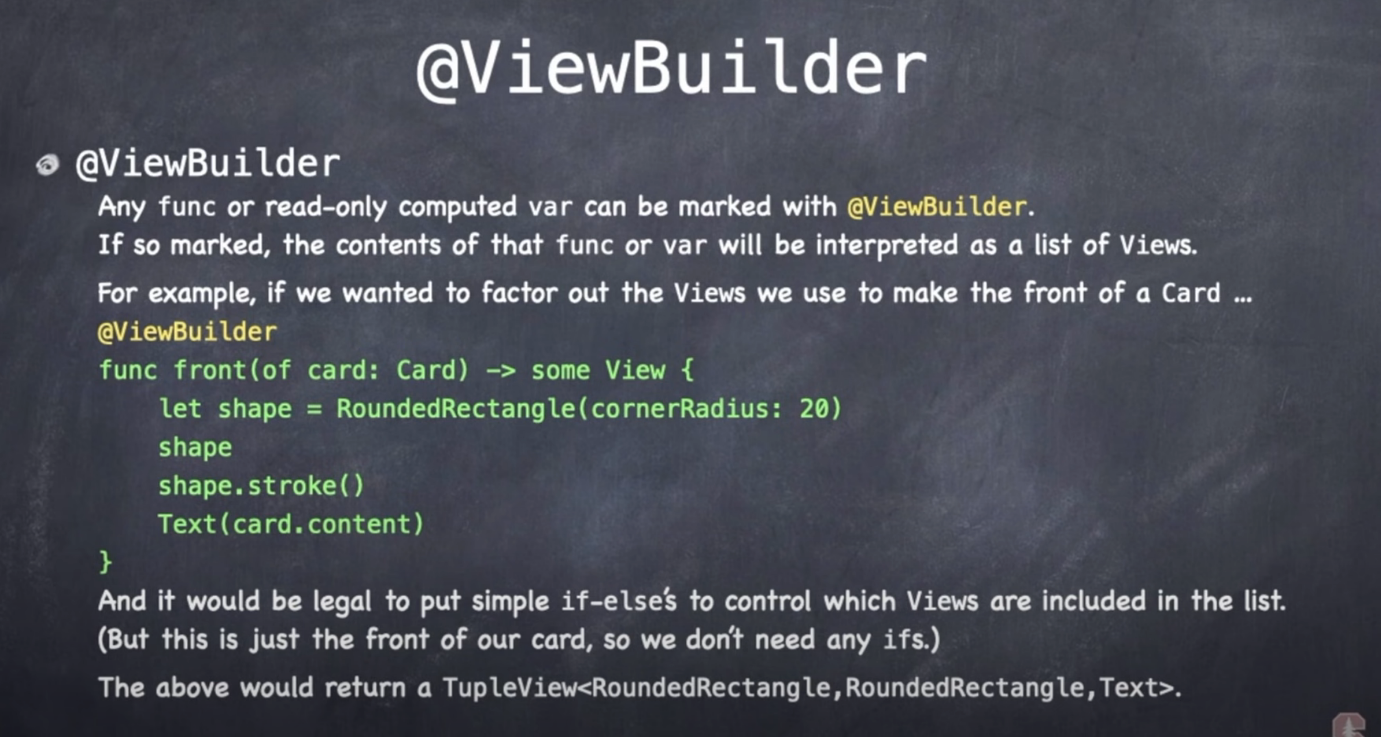 @ViewBuilder
@ViewBuilder
Any func or read-only computed var can be marked with @ViewBuilder.
If so marked, the contents of that func or var will be interpreted as a list of Views.
For example, if we wanted to factor out the Views we use to make the front of a Card ...
@ViewBuilder
func front(of card: Card) -> some View {
    let shape = RoundedRectangle(cornerRadius: 20)
    shape
    shape.stroke()
    Text(card.content)
}
And it would be legal to put simple if-else's to control which Views are included in the list.
(But this is just the front of our card, so we don't need any ifs.)
The above would return a TupleView<RoundedRectangle,RoundedRectangle,Text>.